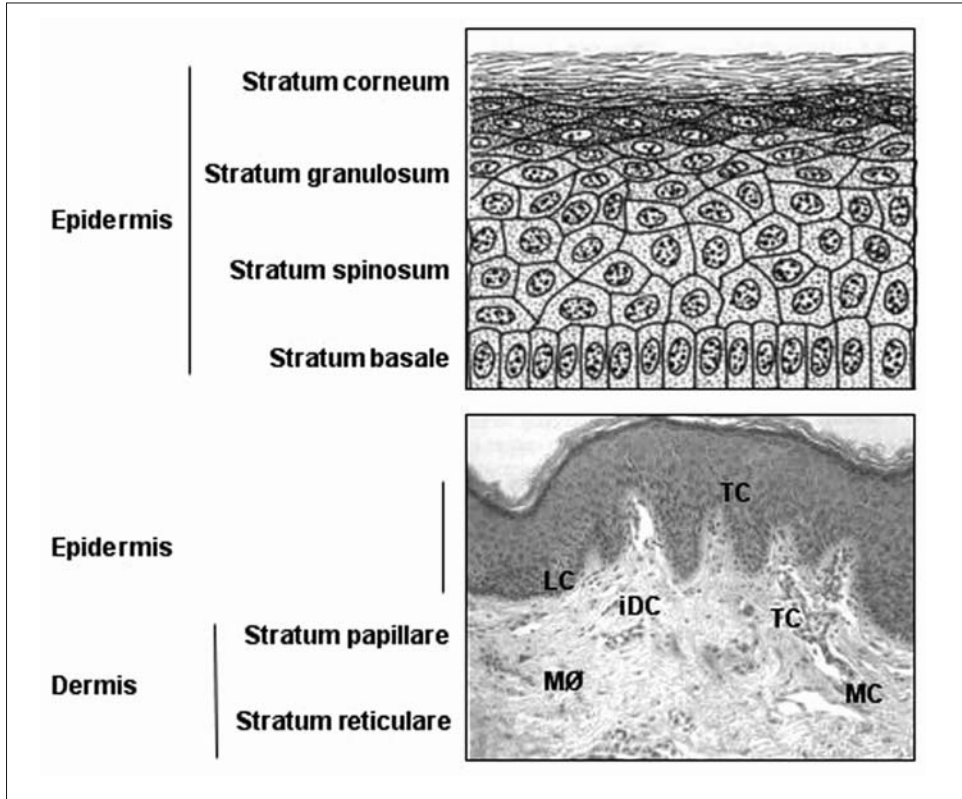 Stratum corneum
Stratum granulosum
Epidermis
Stratum spinosum
Stratum basale
TC
Epidermis
LC
iDC
TC
Stratum papillare
MØ
Dermis
MC
Stratum reticulare